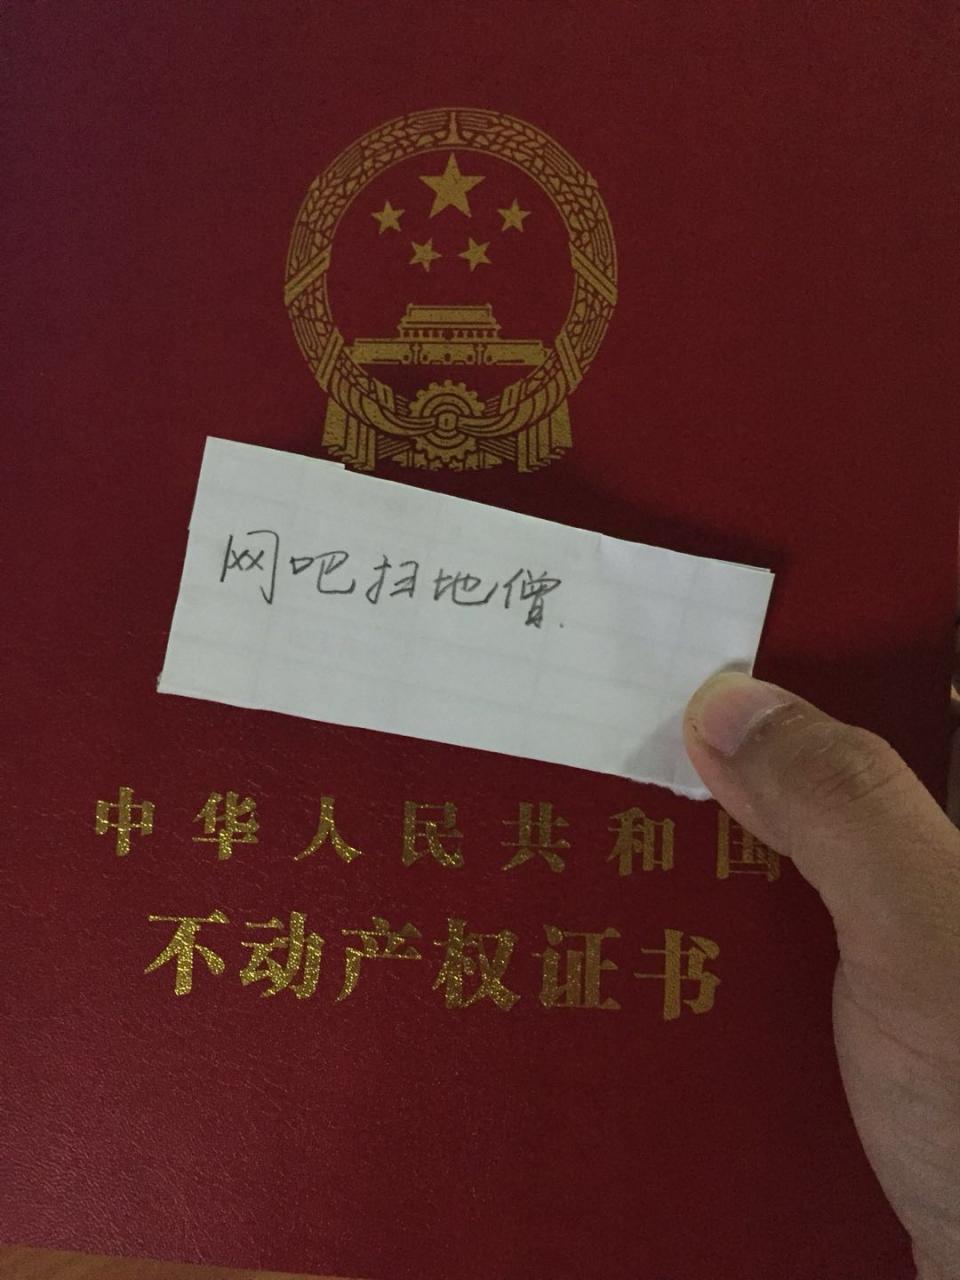 网吧扫地僧.
中华人民共和国
不动产权证书